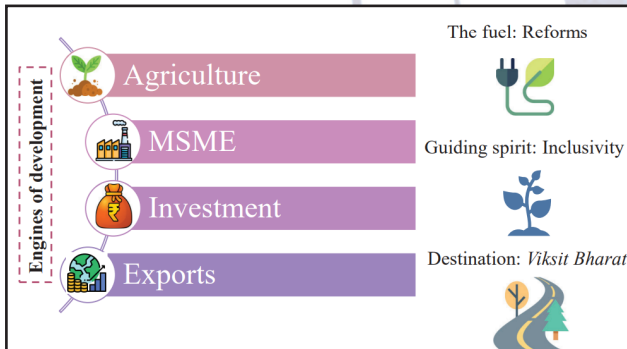 Engines of development
Agriculture
MSME
Investment
Exports
The fuel: Reforms
Guiding spirit: Inclusivity
Destination: Viksit Bharat